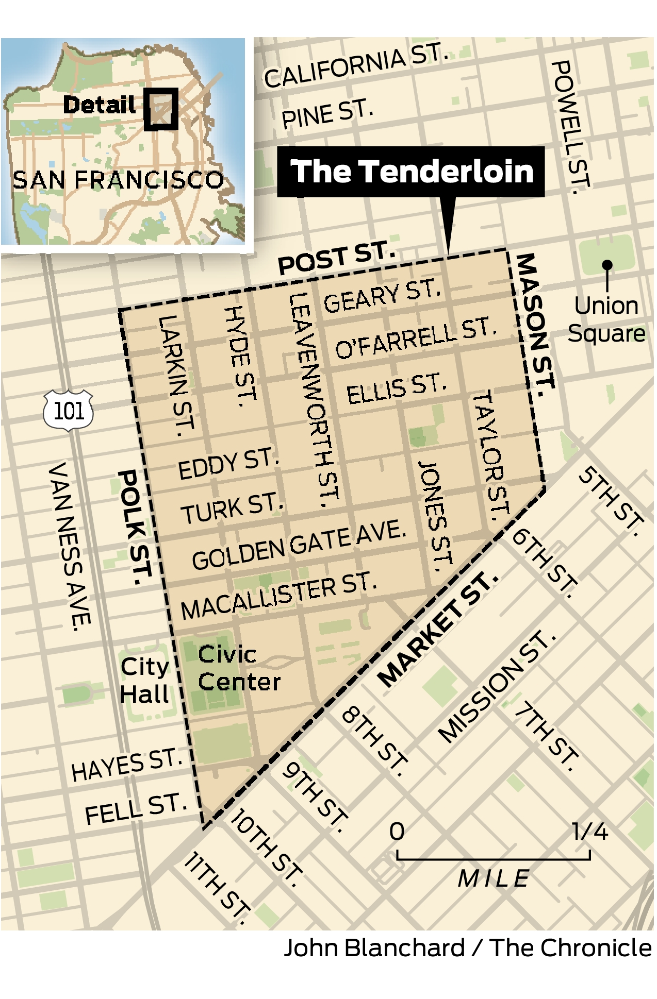 CALIFORNIA ST.
PINE ST.
POWELL ST.
Detail
SAN FRANCISCO
The Tenderloin
POST ST.
MASON ST.
Union
Square
GEARY ST.
O'FARRELL ST.
ELLIS ST.
LARKIN ST.
HYDE ST.
LEAVENWORTH ST.
TAYLOR ST.
JONES ST.
101
VAN NESS AVE.
POLK ST.
EDDY ST.
TURK ST.
GOLDEN GATE AVE.
MACALLISTER ST.
5TH ST.
6TH ST.
MARKET ST.
MISSION ST.
7TH ST.
City
Hall
Civic
Center
8TH ST.
HAYES ST.
9TH ST.
FELL ST.
10TH ST.
11TH ST.
0 1/4
MILE
John Blanchard / The Chronicle